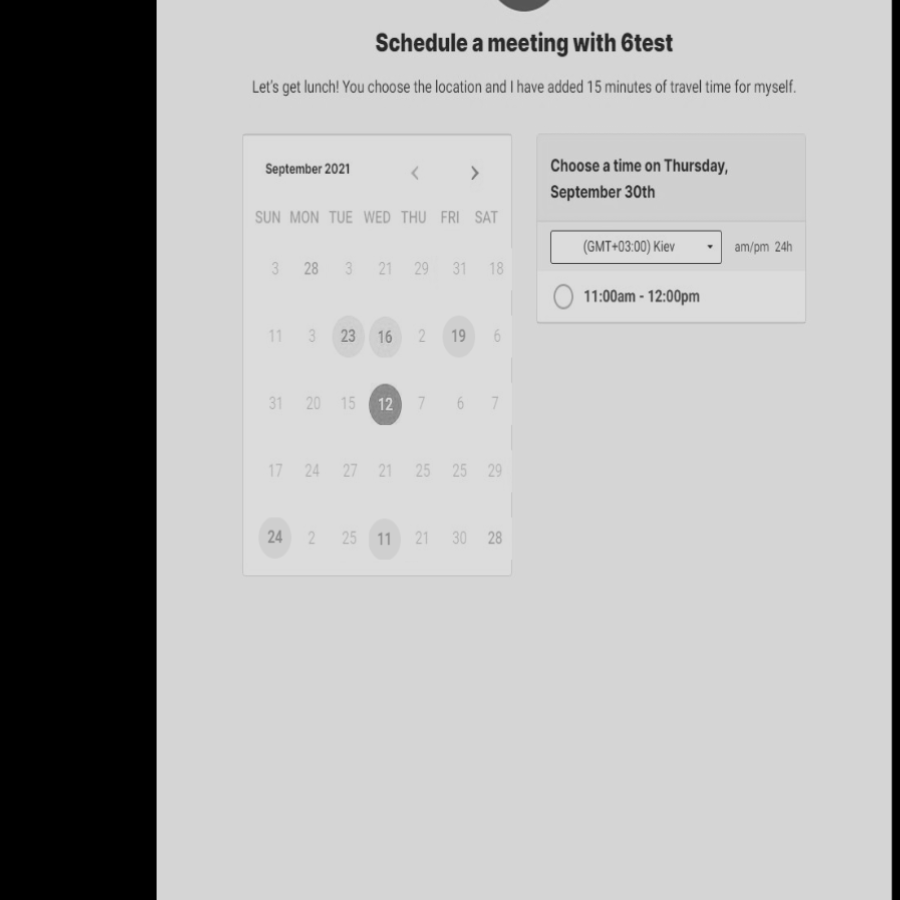 Schedule a meeting with 6test
Let's get lunch! You choose the location and I have added 15 minutes of travel time for myself.
September 2021
SUN MON TUE WED THU FRI SAT
3 28 3 21 29 31 18
11 3 23 16 2 19 6
31 20 15 12 7 6 7
17 24 27 21 25 25 29
24 2 25 11 21 30 28
Choose a time on Thursday,
September 30th
(GMT+03:00) Kiev am/pm 24h
11:00am - 12:00pm